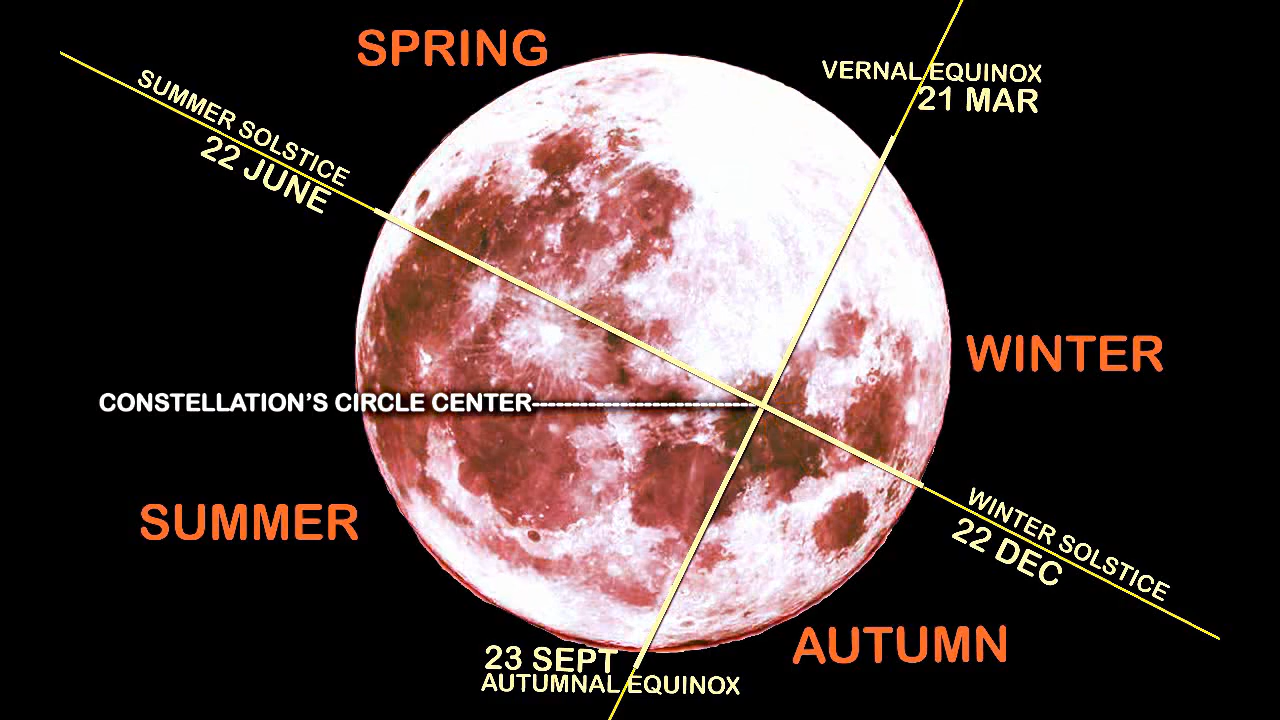 SPRING
VERNAL EQUINOX
21 MAR
SUMMER SOLSTICE
22 JUNE
WINTER
CONSTELLATION'S CIRCLE CENTER
SUMMER
WINTER SOLSTICE
22 DEC
AUTUMN
23 SEPT
AUTUMNAL EQUINOX